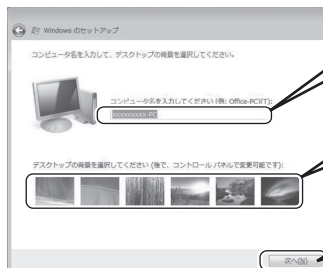 Windows のセットアップ
コンピュータ名を入力して、デスクトップの背景を選択してください。
コンピュータ名を入力してください (例: Office-PC)(T):
xxxxxxxxxx-PC
デスクトップの背景を選択してください (後で、コントロール パネルで変更可能です):
次へ(N)